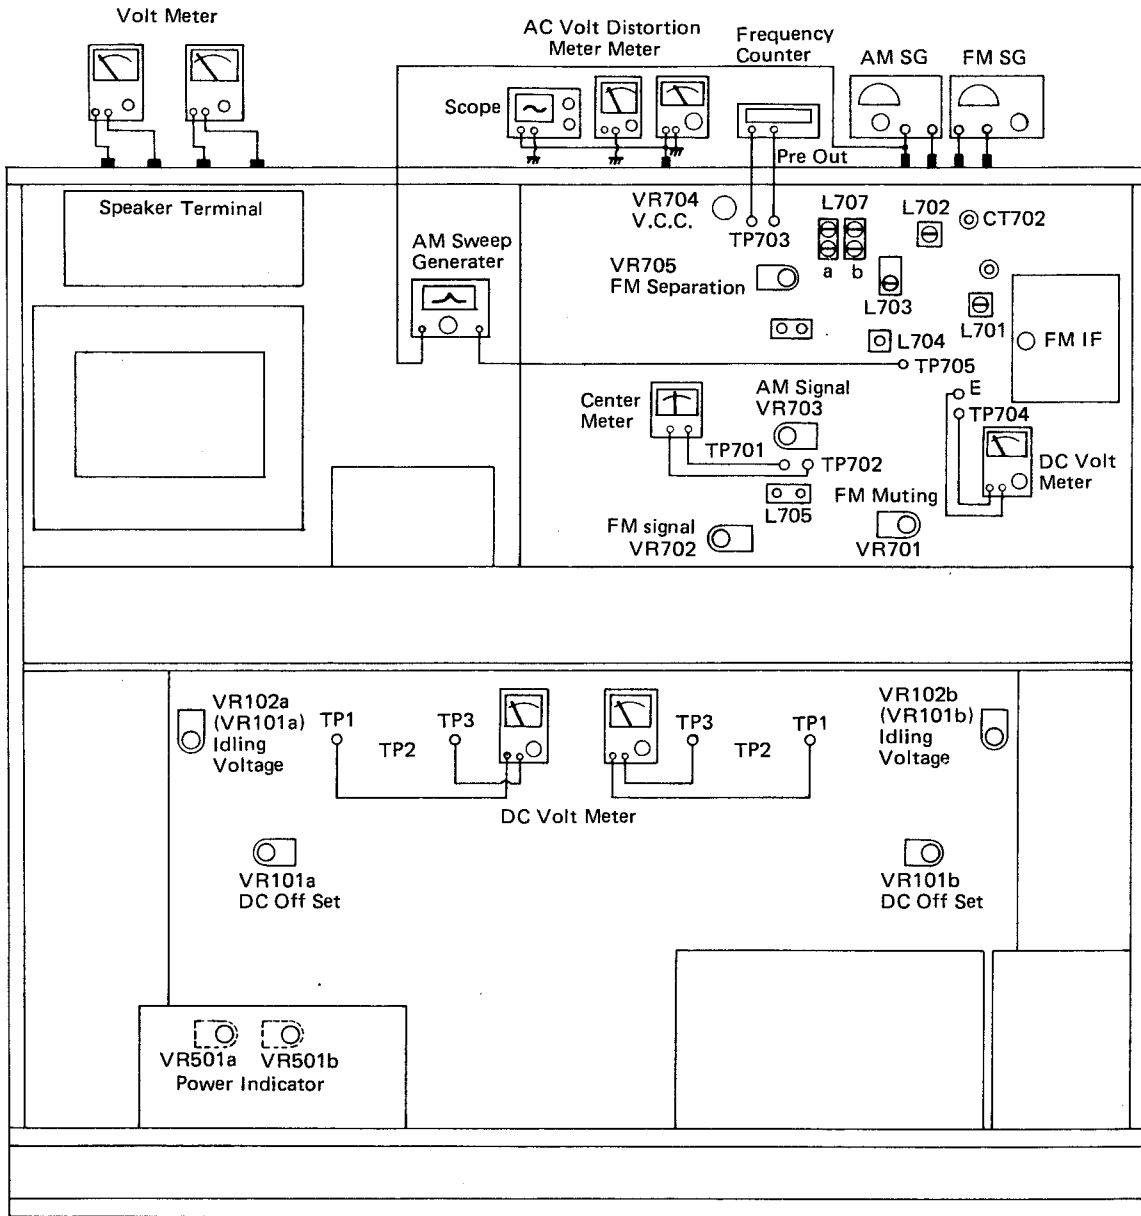 Volt Meter
AC Volt Distortion
Meter Meter
Frequency
Counter
AM SG
FM SG
Scope
Pre Out
Speaker Terminal
AM Sweep
Generater
VR704
V.C.C.
TP703
L707
a
b
L702
CT702
VR705
FM Separation
L703
L701
L704
FM IF
TP705
E
TP704
Center
Meter
AM Signal
VR703
TP701
TP702
DC Volt
Meter
L705
FM Muting
VR701
FM signal
VR702
VR102a
(VR101a)
Idling
Voltage
TP1
TP2
TP3
TP3
TP2
TP1
VR102b
(VR101b)
Idling
Voltage
DC Volt Meter
VR101a
DC Off Set
VR101b
DC Off Set
VR501a
VR501b
Power Indicator